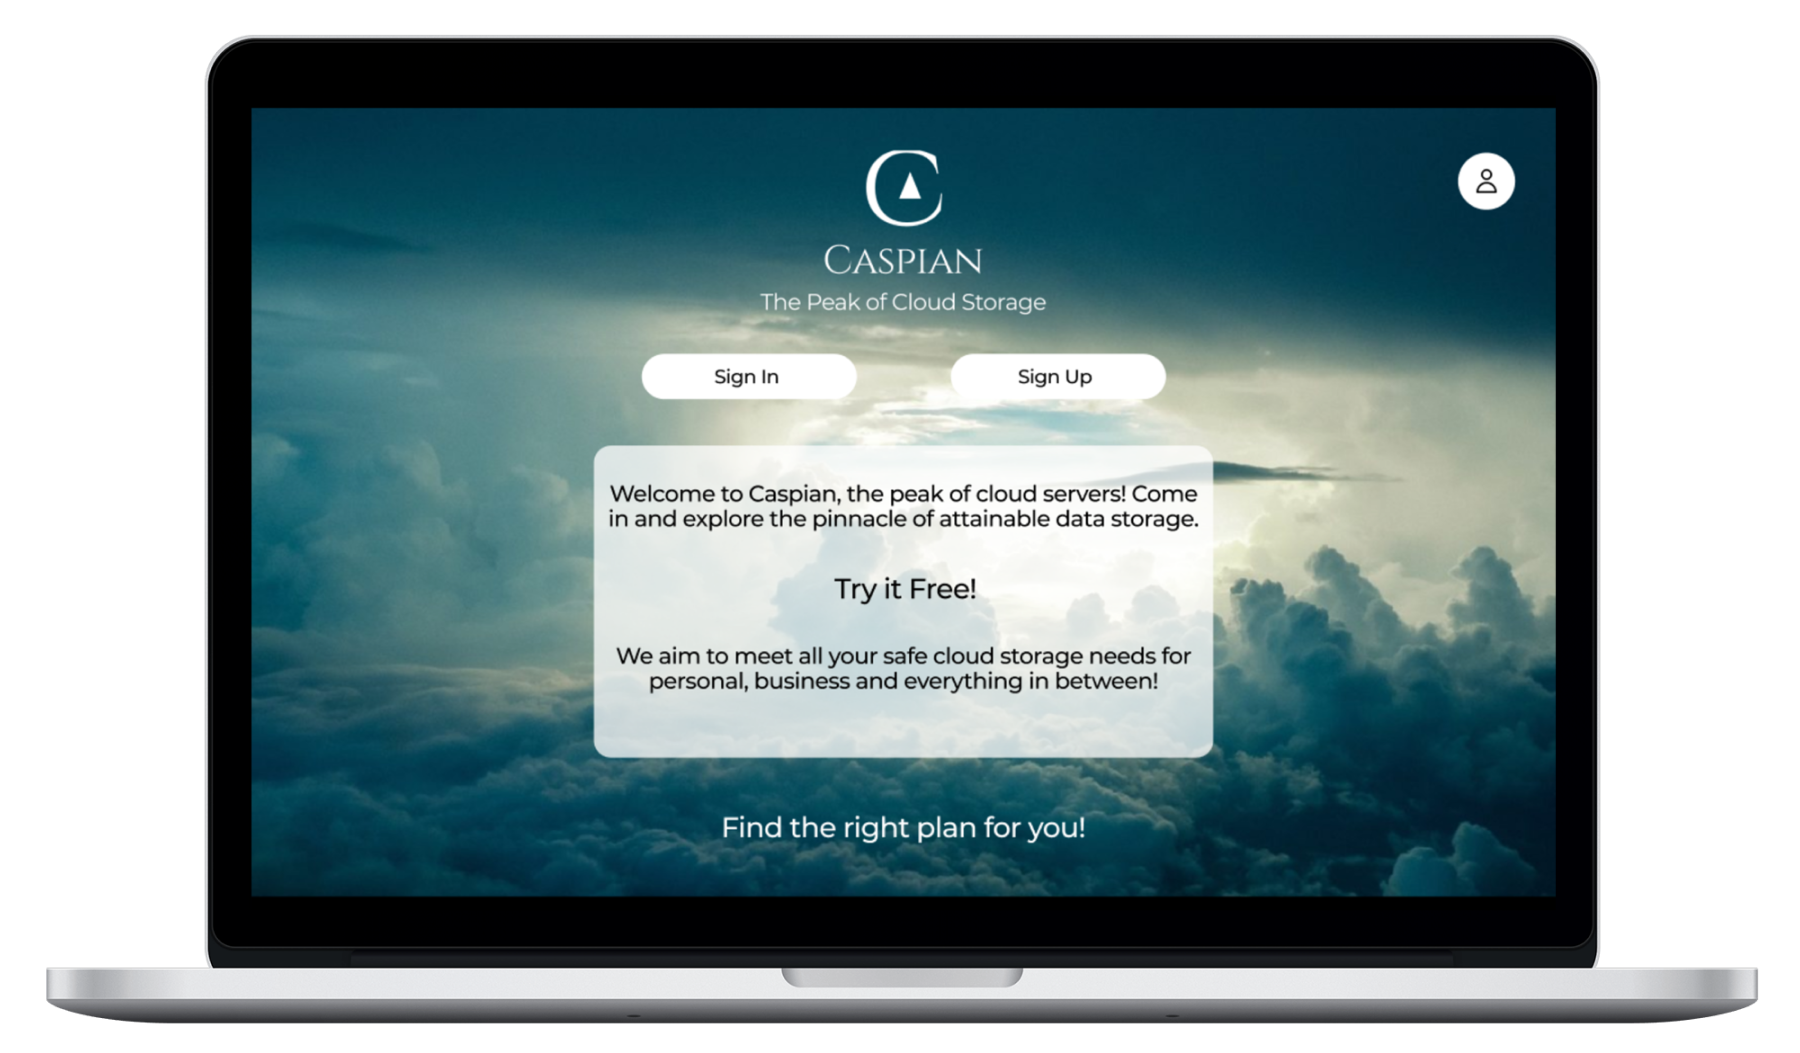 C
CASPIAN
The Peak of Cloud Storage
Sign In
Sign Up
Welcome to Caspian, the peak of cloud servers! Come
in and explore the pinnacle of attainable data storage.
Try it Free!
We aim to meet all your safe cloud storage needs for
personal, business and everything in between!
Find the right plan for you!